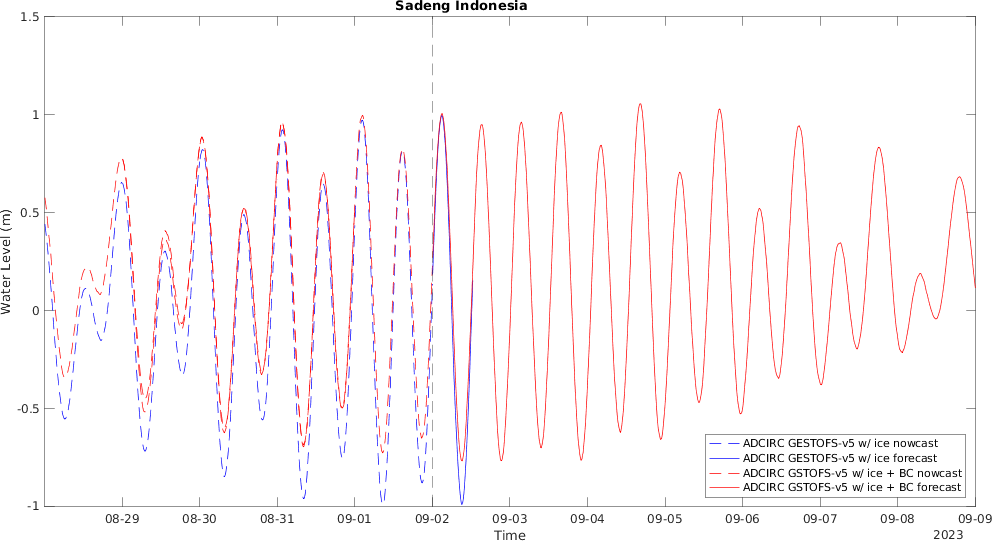 Sadeng Indonesia
1.5
1
0.5
0
-0.5
-1
Water Level (m)
ADCIRC GESTOFS-v5 w/ ice nowcast
ADCIRC GESTOFS-v5 w/ ice forecast
ADCIRC GSTOFS-v5 w/ ice + BC nowcast
ADCIRC GSTOFS-v5 w/ ice + BC forecast
08-29 08-30 08-31 09-01 09-02 09-03 09-04 09-05 09-06 09-07 09-08 09-09
Time
2023